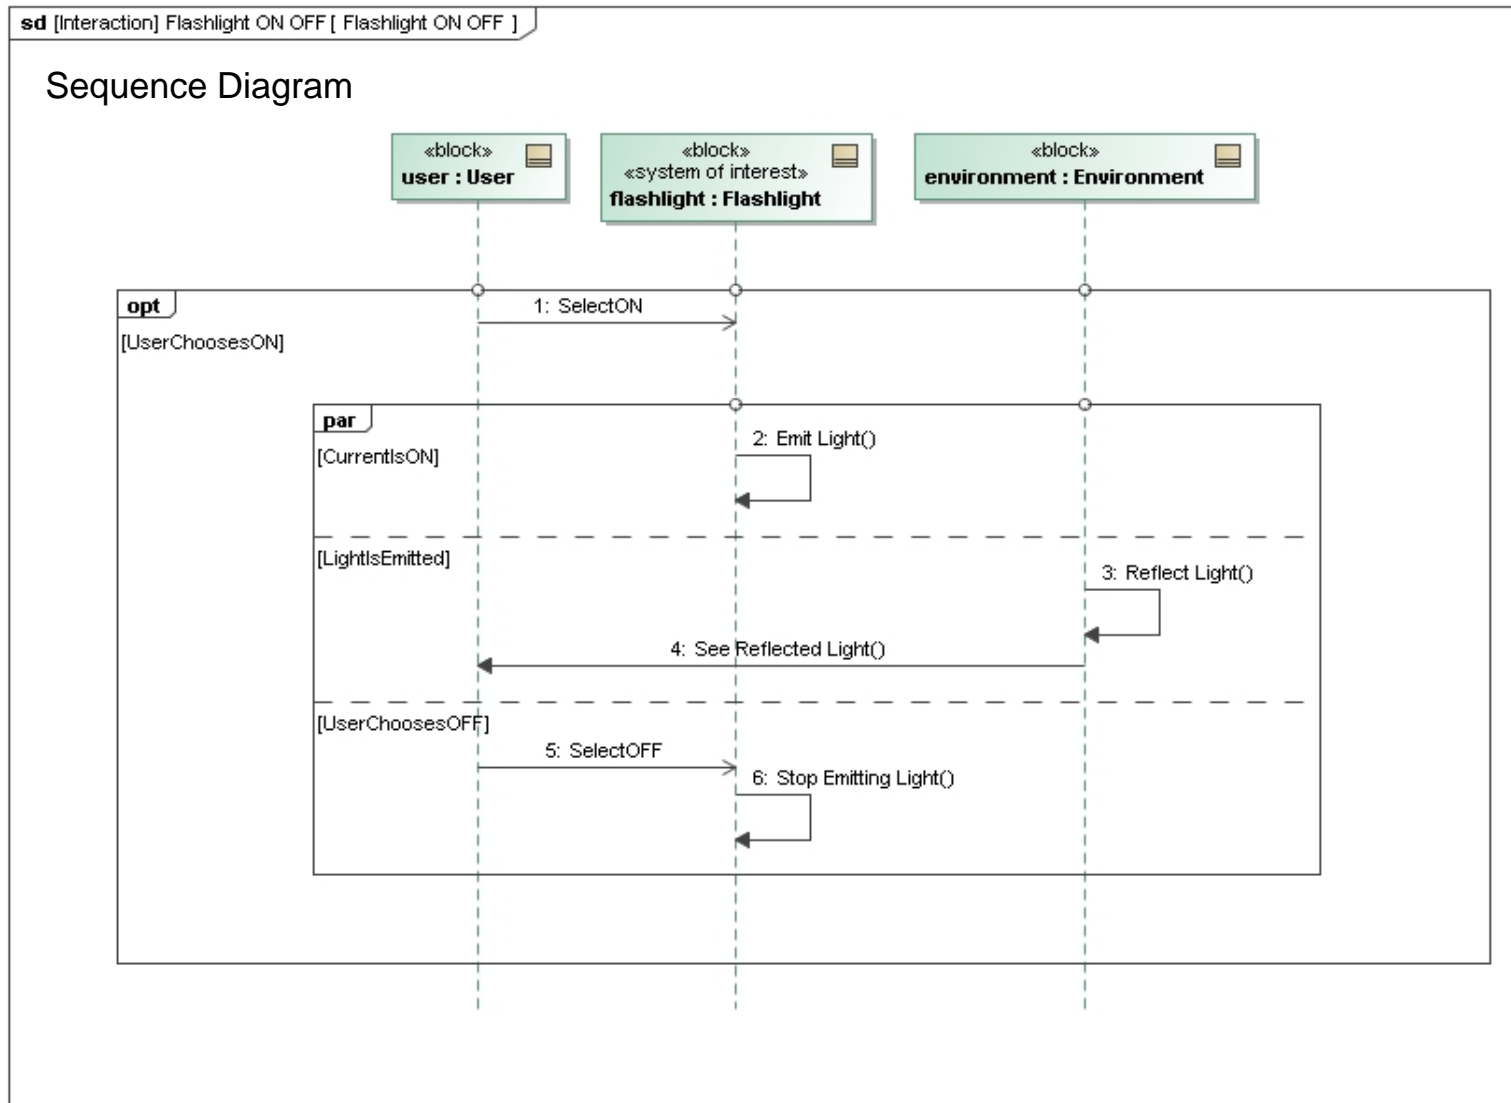 sd [Interaction] Flashlight ON OFF [ Flashlight ON OFF ]
Sequence Diagram
«block»
user : User
«block»
«system of interest»
flashlight : Flashlight
«block»
environment : Environment
opt
1: SelectON
[UserChoosesON]
par
2: Emit Light()
[CurrentIsON]
[LightIsEmitted]
3: Reflect Light()
4: See Reflected Light()
[UserChoosesOFF]
5: SelectOFF
6: Stop Emitting Light()